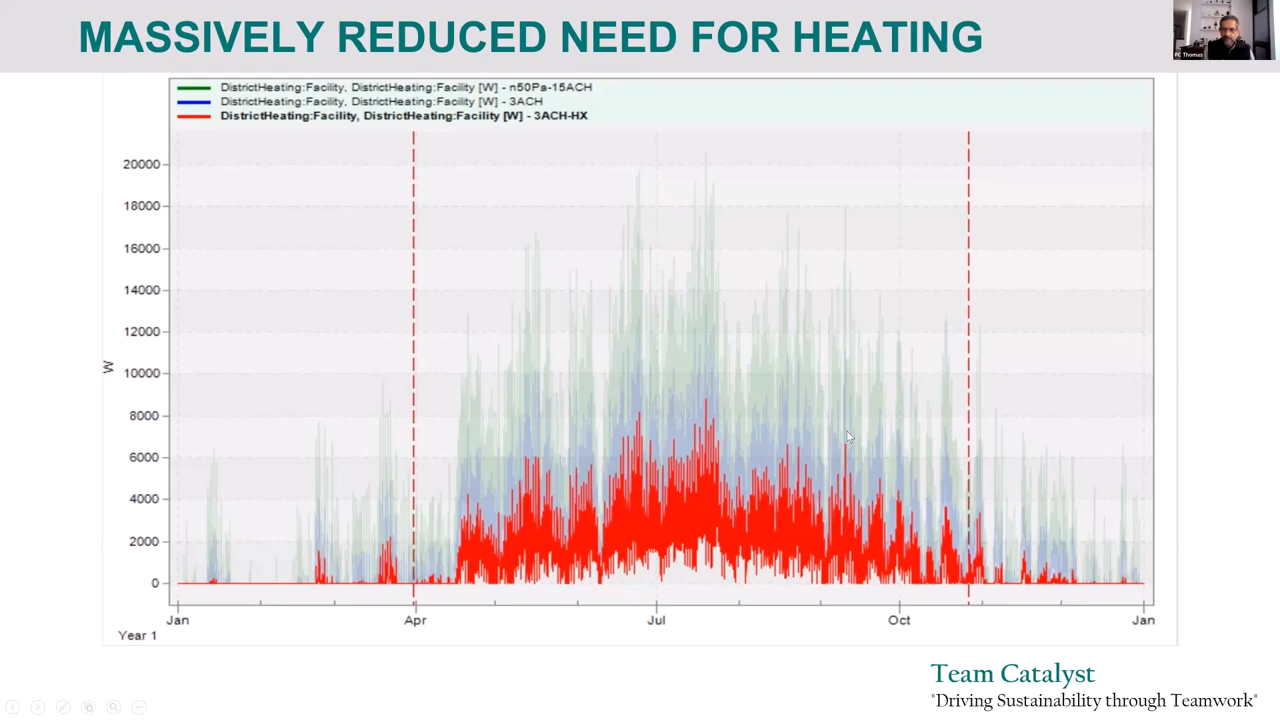 MASSIVELY REDUCED NEED FOR HEATING
PC Thomas
DistrictHeating:Facility, DistrictHeating:Facility [W] - n50Pa-15ACH
DistrictHeating:Facility, DistrictHeating:Facility [W] - 3ACH
DistrictHeating:Facility, DistrictHeating:Facility [W] - 3ACH-HX
20000
18000
16000
14000
12000
W
10000
8000
6000
4000
2000
0
Jan Apr Jul Oct Jan
Year 1
Team Catalyst
"Driving Sustainability through Teamwork"